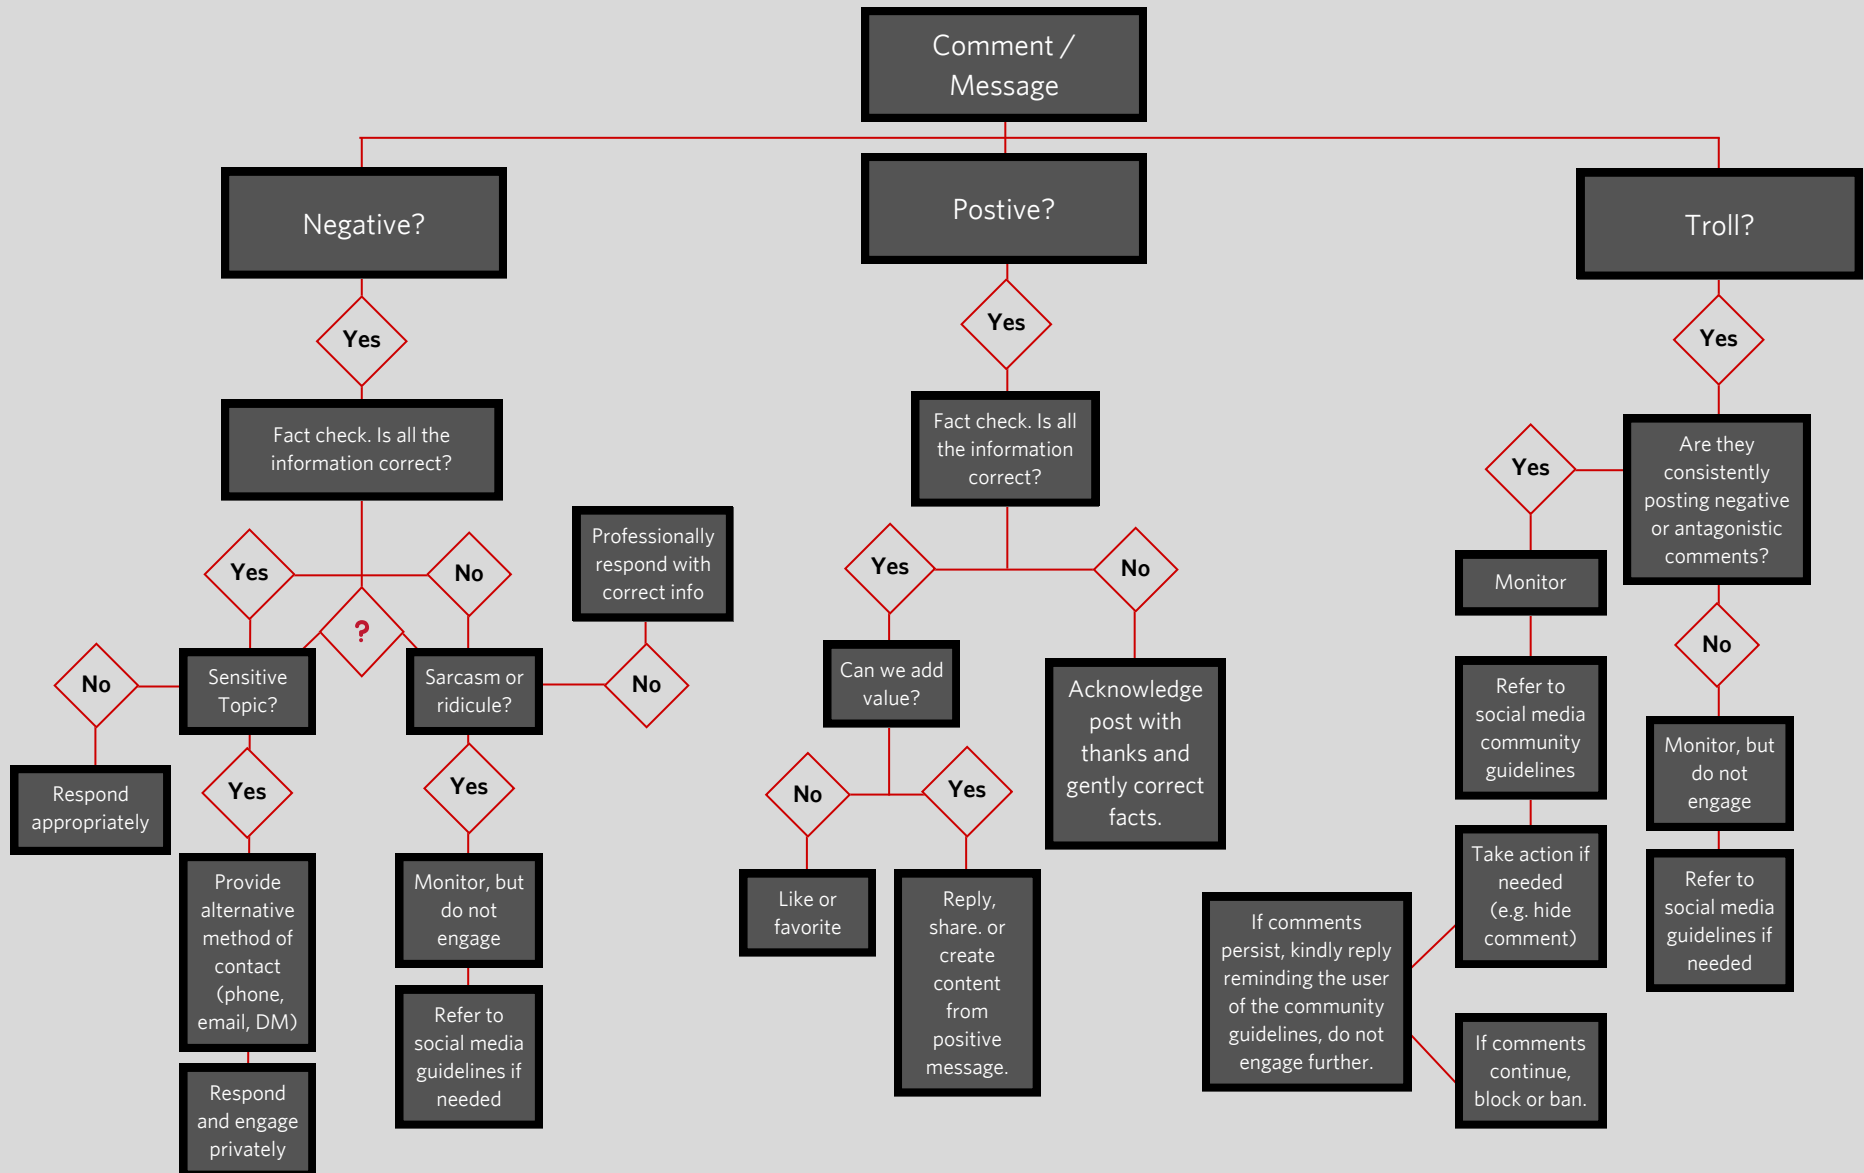 Comment /
Message
Negative?
Yes
Fact check. Is all the
information correct?
Yes
No
?
Sensitive
Topic?
No
Respond
appropriately
Yes
Provide
alternative
method of
contact
(phone,
email, DM)
Respond
and engage
privately
Sarcasm or
ridicule?
No
Professionally
respond with
correct info
Yes
Monitor, but
do not
engage
Refer to
social media
guidelines if
needed
Postive?
Yes
Fact check. Is all
the information
correct?
Yes
No
Can we add
value?
No
Like or
favorite
Yes
Reply,
share. or
create
content
from
positive
message.
Acknowledge
post with
thanks and
gently correct
facts.
Troll?
Yes
Are they
consistently
posting negative
or antagonistic
comments?
Yes
Monitor
Refer to
social media
community
guidelines
Take action if
needed
(e.g. hide
comment)
If comments
persist, kindly reply
reminding the user
of the community
guidelines, do not
engage further.
If comments
continue,
block or ban.
No
Monitor, but
do not
engage
Refer to
social media
guidelines if
needed